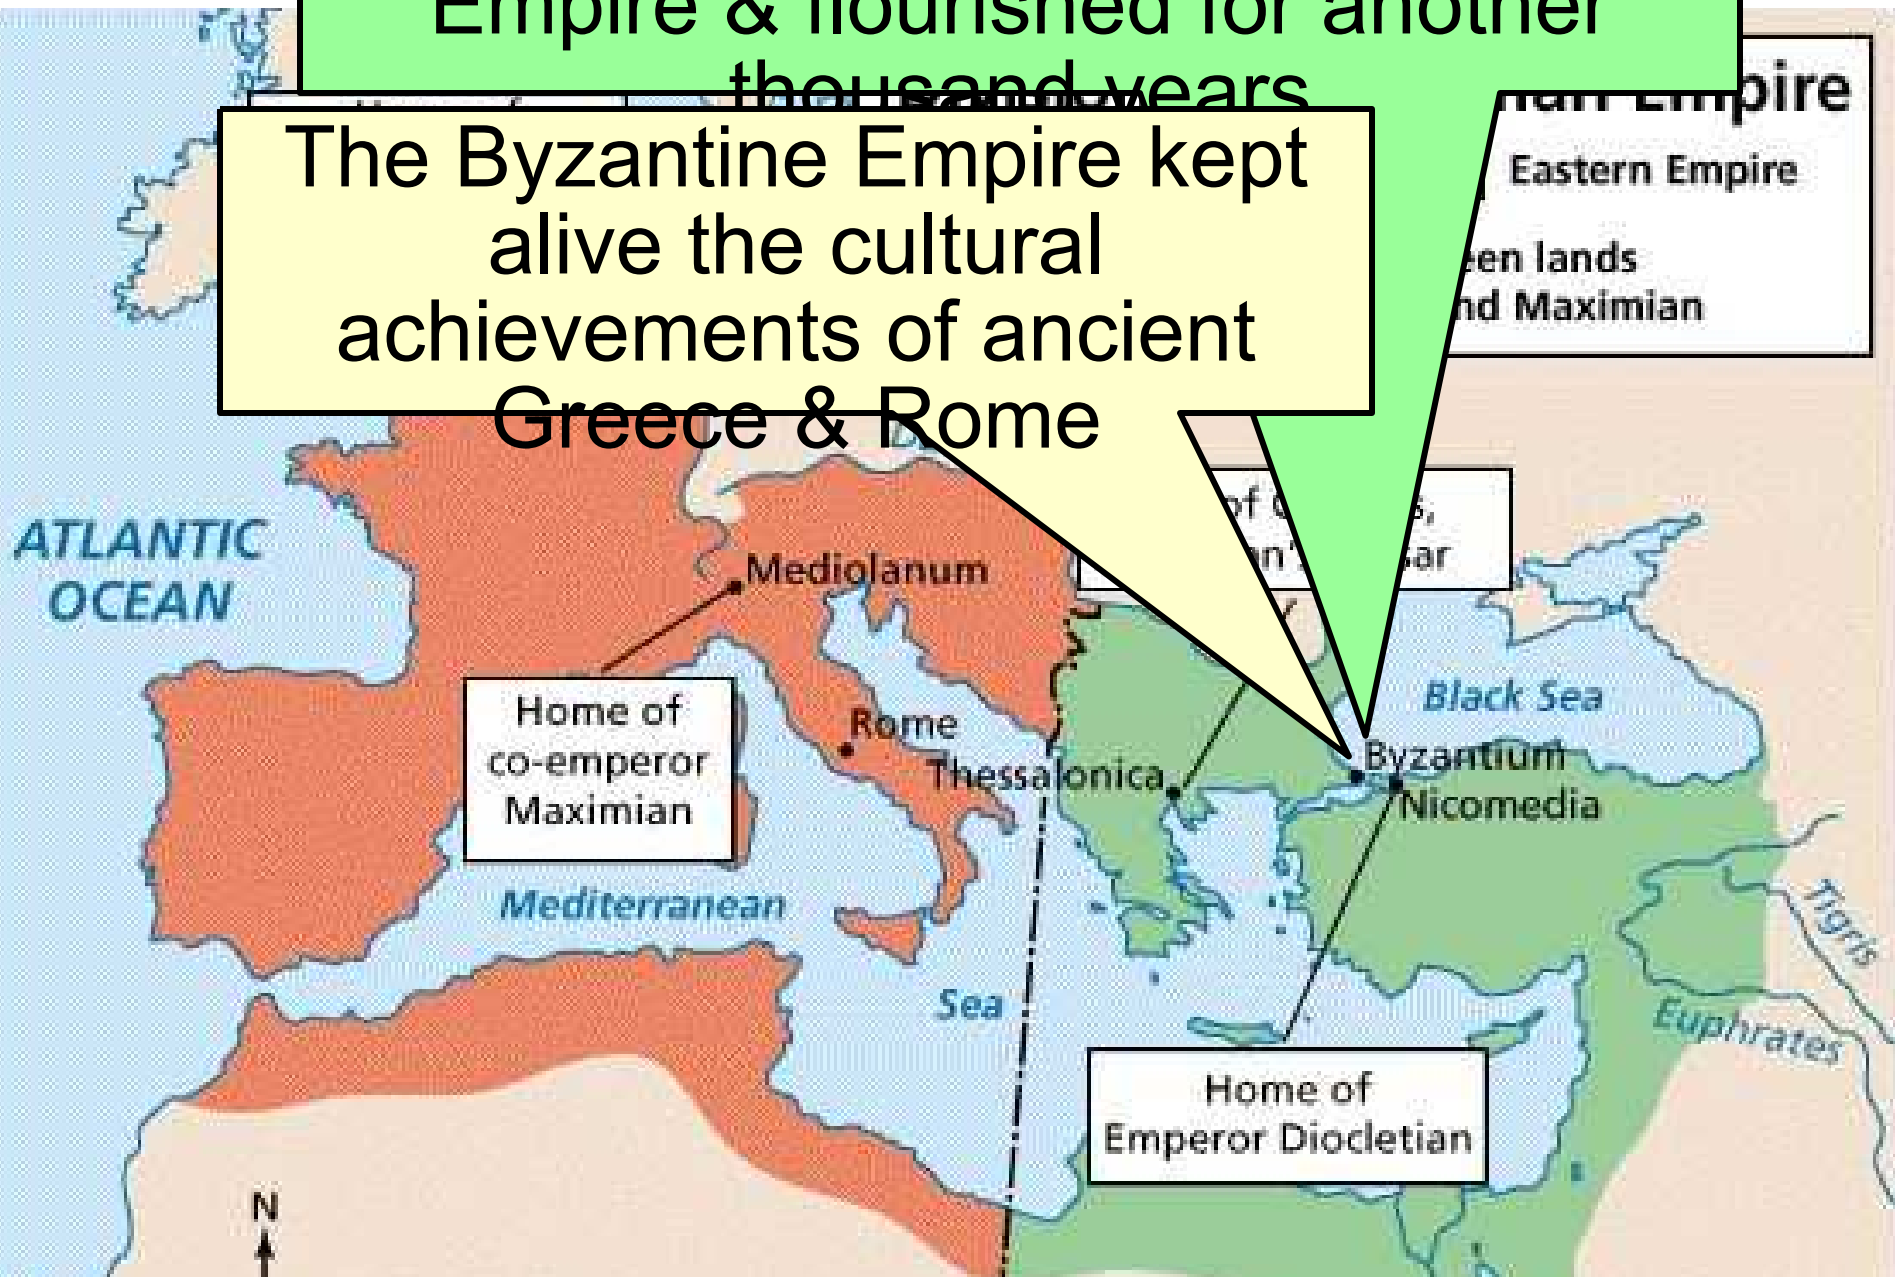 Empire & flourished for another
thousand years
The Byzantine Empire kept
alive the cultural
achievements of ancient
Greece & Rome
Empire
Eastern Empire
lands
Maximian
of
ATLANTIC
OCEAN
Mediolanum
Home of
co-emperor
Maximian
Rome
Thessalonica
Black Sea
Byzantium
Nicomedia
Mediterranean
Sea
Tigris
Euphrates
Home of
Emperor Diocletian
N